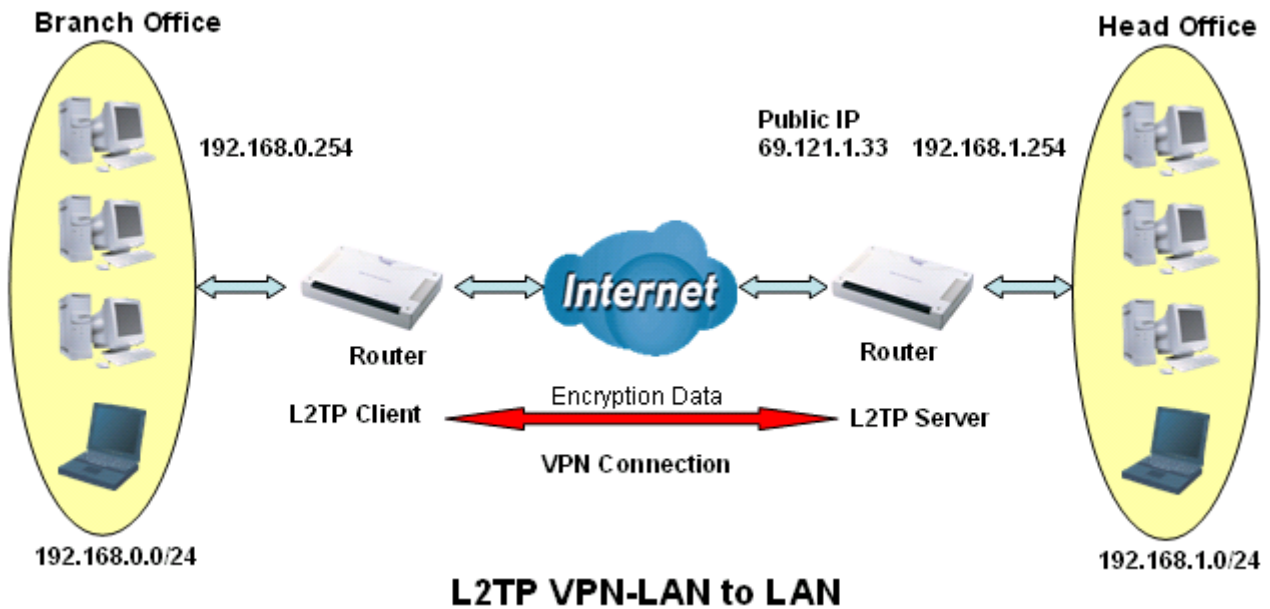 Branch Office
Head Office
192.168.0.254
Public IP
69.121.1.33 192.168.1.254
Internet
Router
Router
L2TP Client
Encryption Data
L2TP Server
VPN Connection
192.168.0.0/24
192.168.1.0/24
L2TP VPN-LAN to LAN